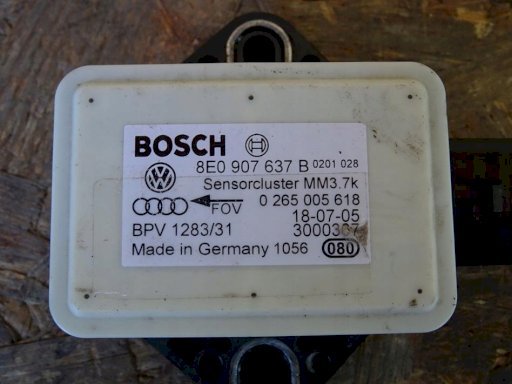 BOSCH
8E0 907 637 B 0201 028
Sensorcluster MM3.7k
0 265 005 618
FOV
18-07-05
BPV 1283/31
Made in Germany 1056 080